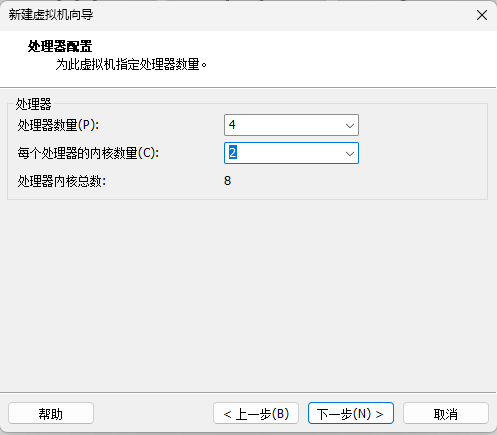 新建虚拟机向导
处理器配置
为此虚拟机指定处理器数量。
处理器
处理器数量(P): 4
每个处理器的内核数量(C): 2
处理器内核总数: 8
帮助 < 上一步(B) 下一步(N) > 取消